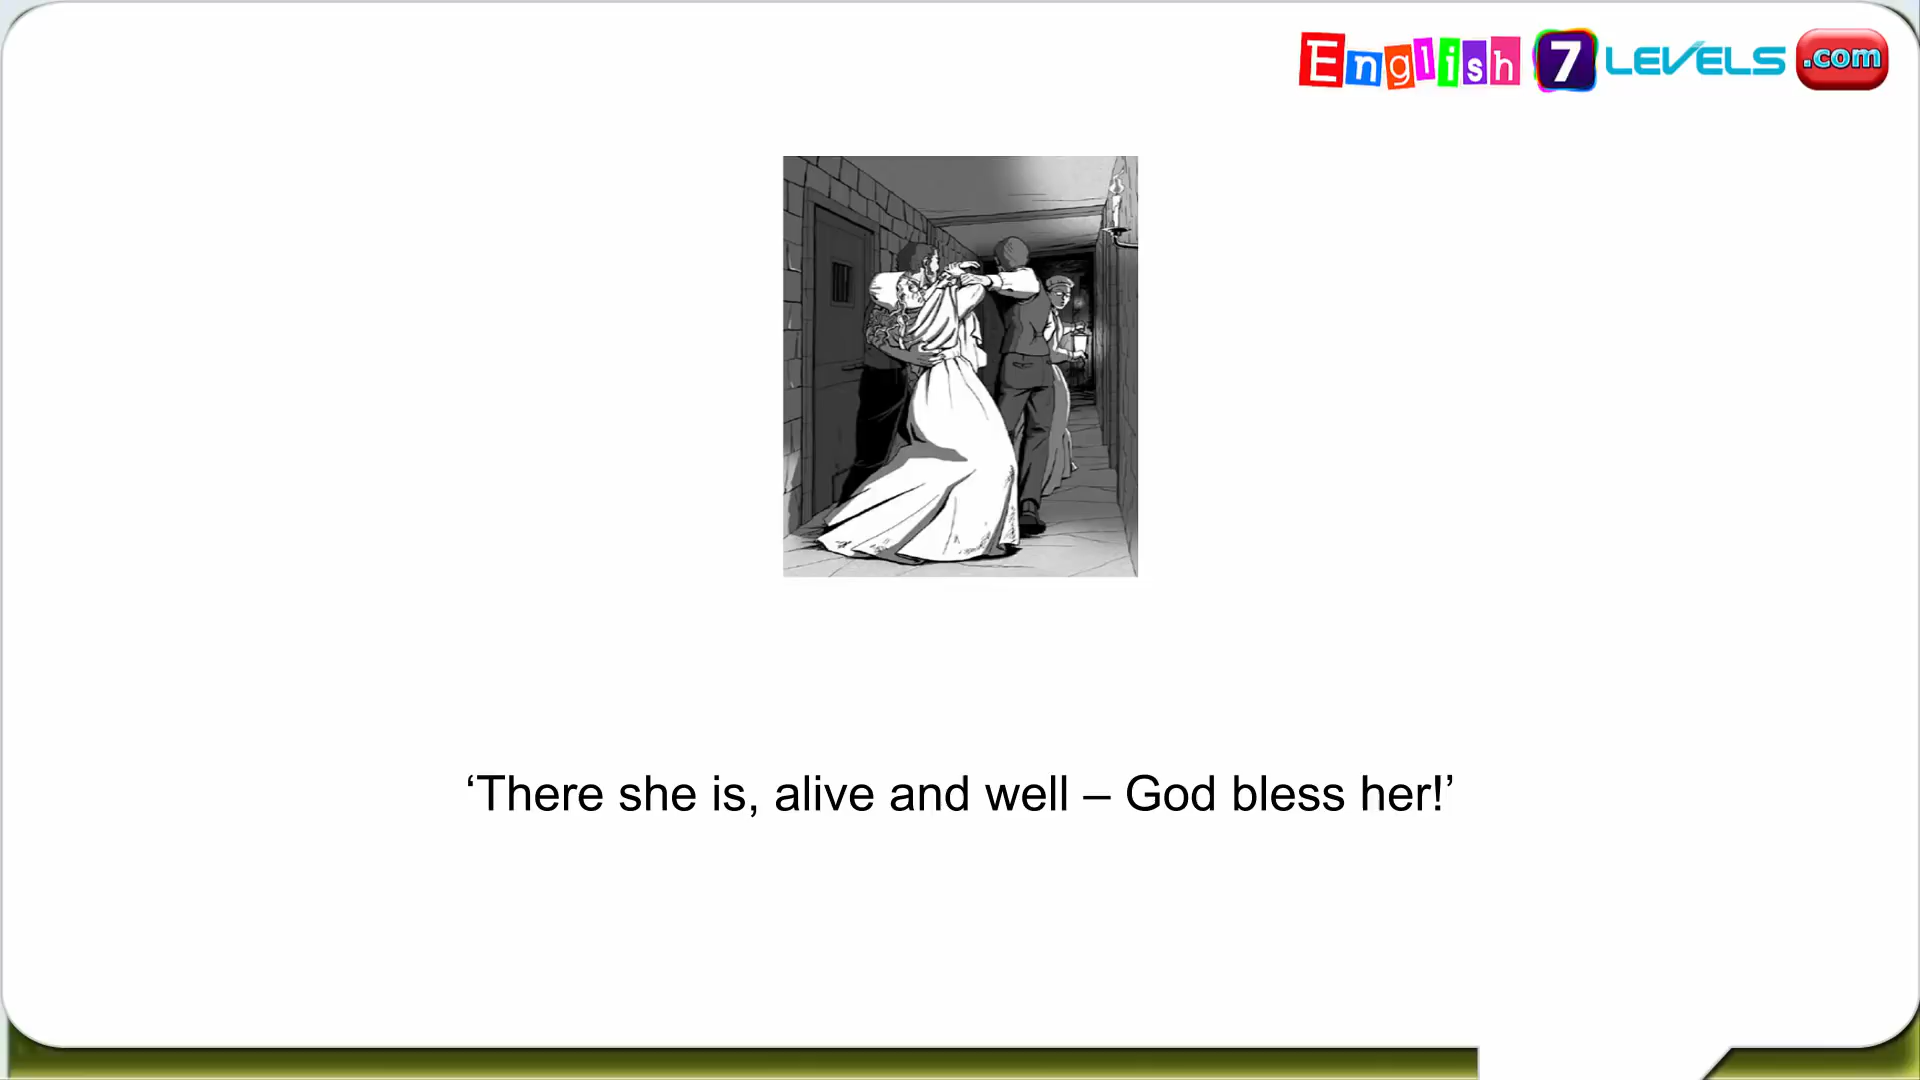 English 7 LEVELS .com
‘There she is, alive and well – God bless her!’